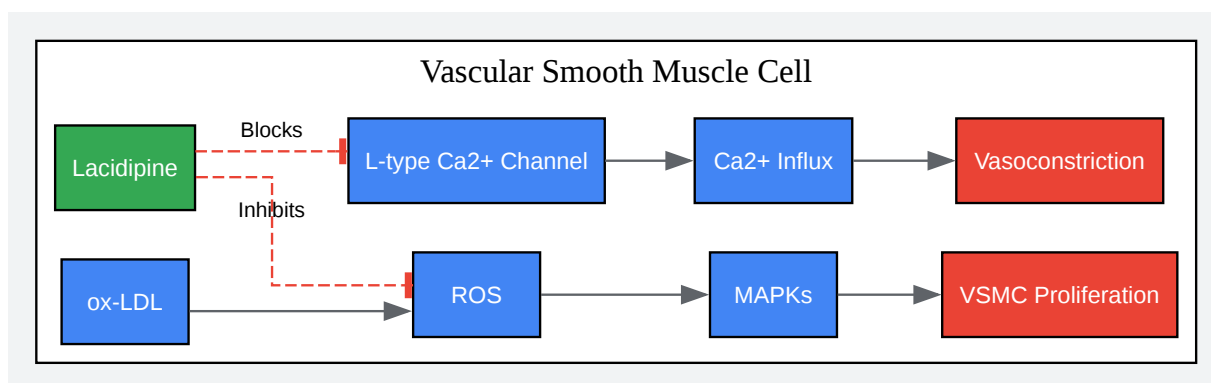 Vascular Smooth Muscle Cell
Blocks
Lacidipine
L-type Ca2+ Channel
Ca2+ Influx
Vasoconstriction
Inhibits
ox-LDL
ROS
MAPKs
VSMC Proliferation